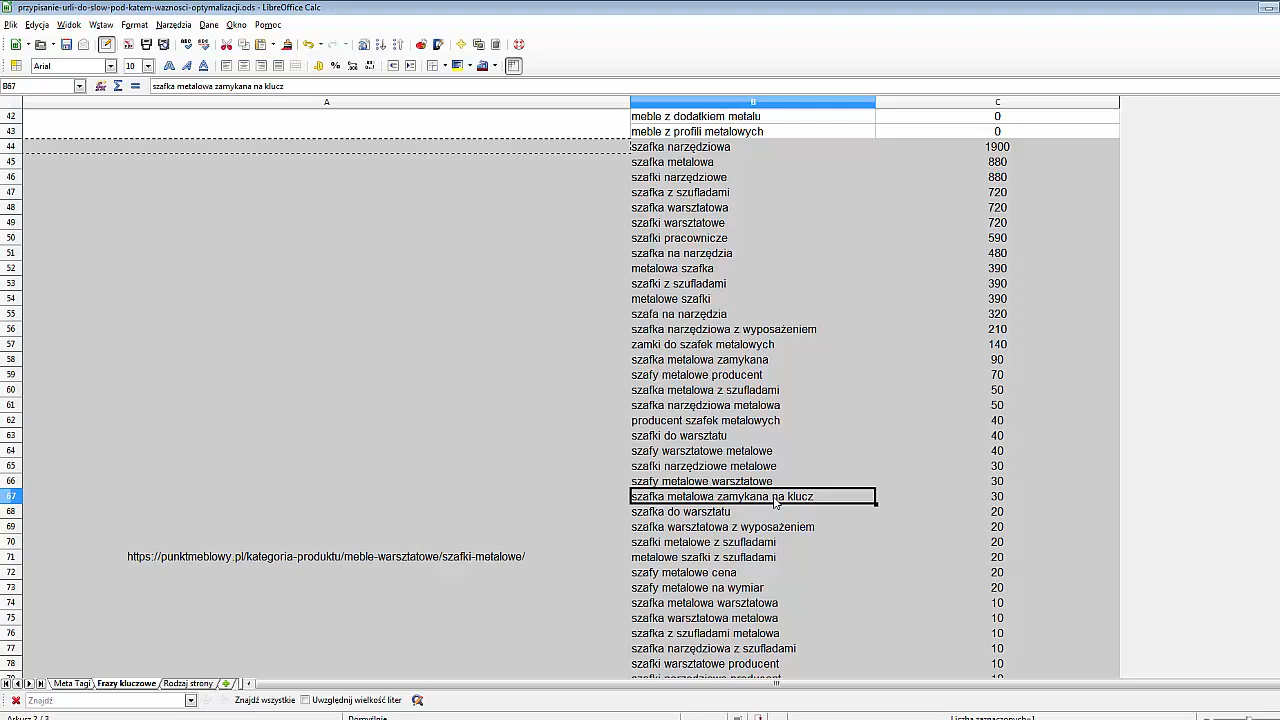 przypisanie-urli-do-slow-pod-katem-waznosci-optymalizacji.ods - LibreOffice Calc
Plik Edycja Widok Wstaw Format Narzędzia Dane Okno Pomoc
Arial 10
B67 szafka metalowa zamykana na klucz
A B C
42 meble z dodatkiem metalu 0
43 meble z profili metalowych 0
44 szafka narzędziowa 1900
45 szafka metalowa 880
46 szafki narzędziowe 880
47 szafka z szufladami 720
48 szafka warsztatowa 720
49 szafki warsztatowe 720
50 szafki pracownicze 590
51 szafka na narzędzia 480
52 metalowa szafka 390
53 szafki z szufladami 390
54 metalowe szafki 390
55 szafa na narzędzia 320
56 szafka narzędziowa z wyposażeniem 210
57 zamki do szafek metalowych 140
58 szafka metalowa zamykana 90
59 szafy metalowe producent 70
60 szafka metalowa z szufladami 50
61 szafka narzędziowa metalowa 50
62 producent szafek metalowych 40
63 szafki do warsztatu 40
64 szafy warsztatowe metalowe 40
65 szafki narzędziowe metalowe 30
66 szafy metalowe warsztatowe 30
67 szafka metalowa zamykana na klucz 30
68 szafka do warsztatu 20
69 szafka warsztatowa z wyposażeniem 20
70 szafki metalowe z szufladami 20
71 https://punktmeblowy.pl/kategoria-produktu/meble-warsztatowe/szafki-metalowe/ metalowe szafki z szufladami 20
72 szafy metalowe cena 20
73 szafy metalowe na wymiar 20
74 szafka metalowa warsztatowa 10
75 szafka warsztatowa metalowa 10
76 szafka z szufladami metalowa 10
77 szafka narzędziowa z szufladami 10
78 szafki warsztatowe producent 10
Meta Tagi Frazy kluczowe Rodzaj strony
Znajdź Znajdź wszystkie Uwzględnij wielkość liter